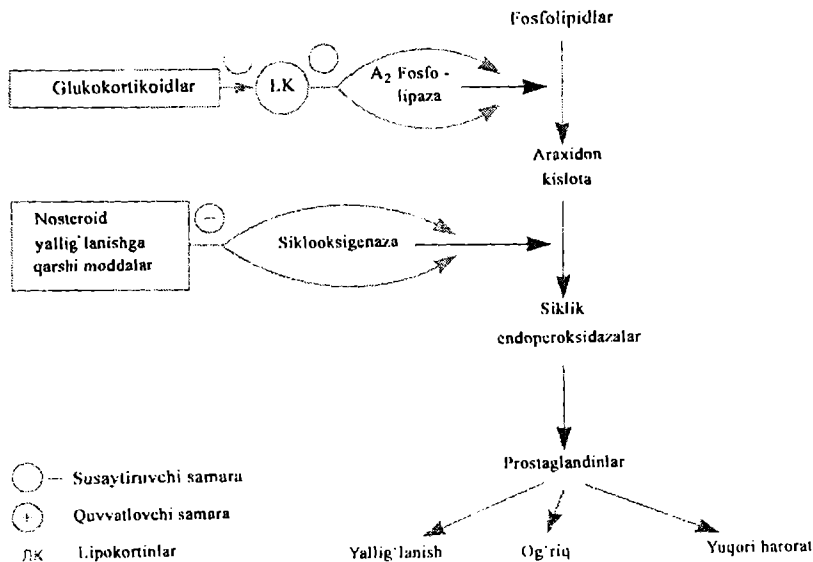 Fosfolipidlar
Glukokortikoidlar
ŁK
A₂ Fosfo -
lipaza
Araxidon
kislota
Nosteroid
yallig`lanishga
qarshi moddalar
−
Siklooksigenaza
Siklik
endoperoksidazalar
Prostaglandinlar
Susaytiruvchi samara
+ Quvvatlovchi samara
ЛК Lipokortinlar
Yallig`lanish
Og`riq
Yuqori harorat